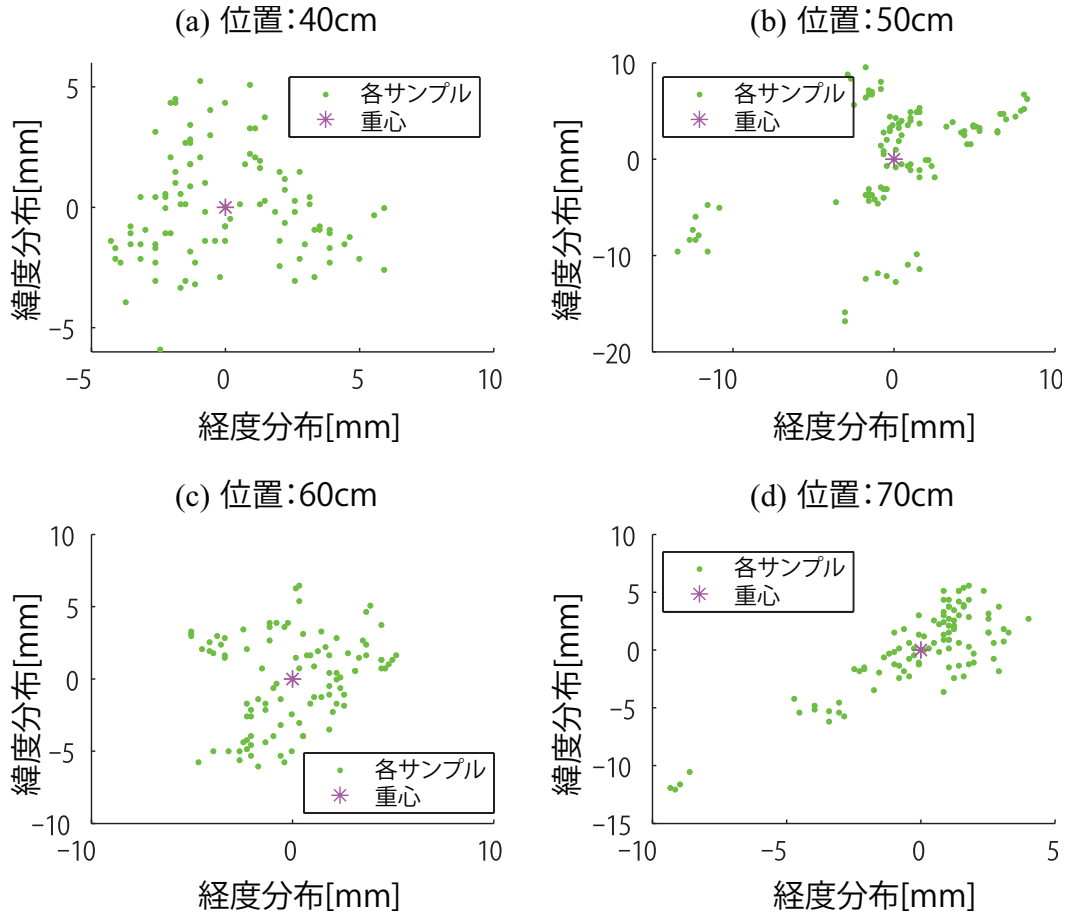 (a) 位置：40cm
5
0
−5
−5
0
5
10
緯度分布[mm]
経度分布[mm]
各サンプル
重心
(b) 位置：50cm
10
0
−10
−20
−10
0
10
緯度分布[mm]
経度分布[mm]
各サンプル
重心
(c) 位置：60cm
10
5
0
−5
−10
−10
0
10
緯度分布[mm]
経度分布[mm]
各サンプル
重心
(d) 位置：70cm
10
5
0
−5
−10
−15
−10
−5
0
5
緯度分布[mm]
経度分布[mm]
各サンプル
重心